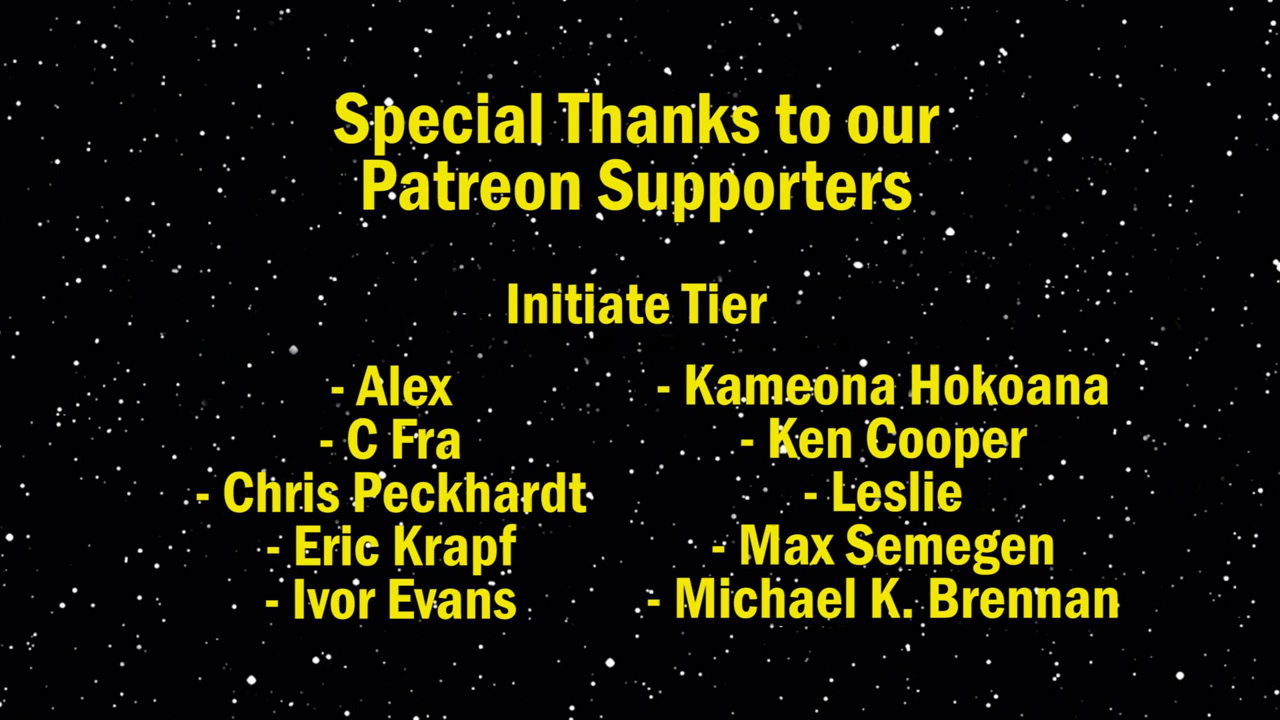 Special Thanks to our
Patreon Supporters
Initiate Tier
- Alex
- C Fra
- Chris Peckhardt
- Eric Krapf
- Ivor Evans
- Kameona Hokoana
- Ken Cooper
- Leslie
- Max Semegen
- Michael K. Brennan